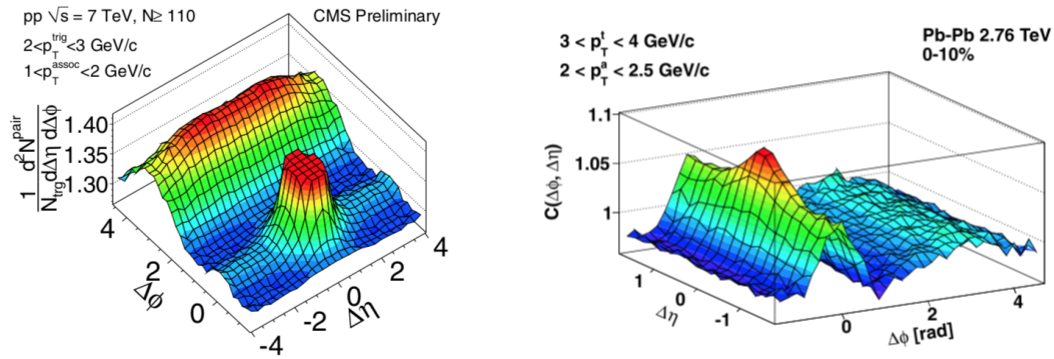 pp √s = 7 TeV, N≥ 110
CMS Preliminary
2<p_T^trig<3 GeV/c
1<p_T^assoc<2 GeV/c
1/N_trg d²N^pair/dΔη dΔϕ
1.40
1.35
1.30
4
2
0
Δϕ
-4
-2
0
2
4
Δη
3 < p_T^t < 4 GeV/c
2 < p_T^a < 2.5 GeV/c
Pb-Pb 2.76 TeV
0-10%
C(Δϕ, Δη)
1.1
1.05
1
1
0
-1
Δη
0
2
4
Δϕ [rad]